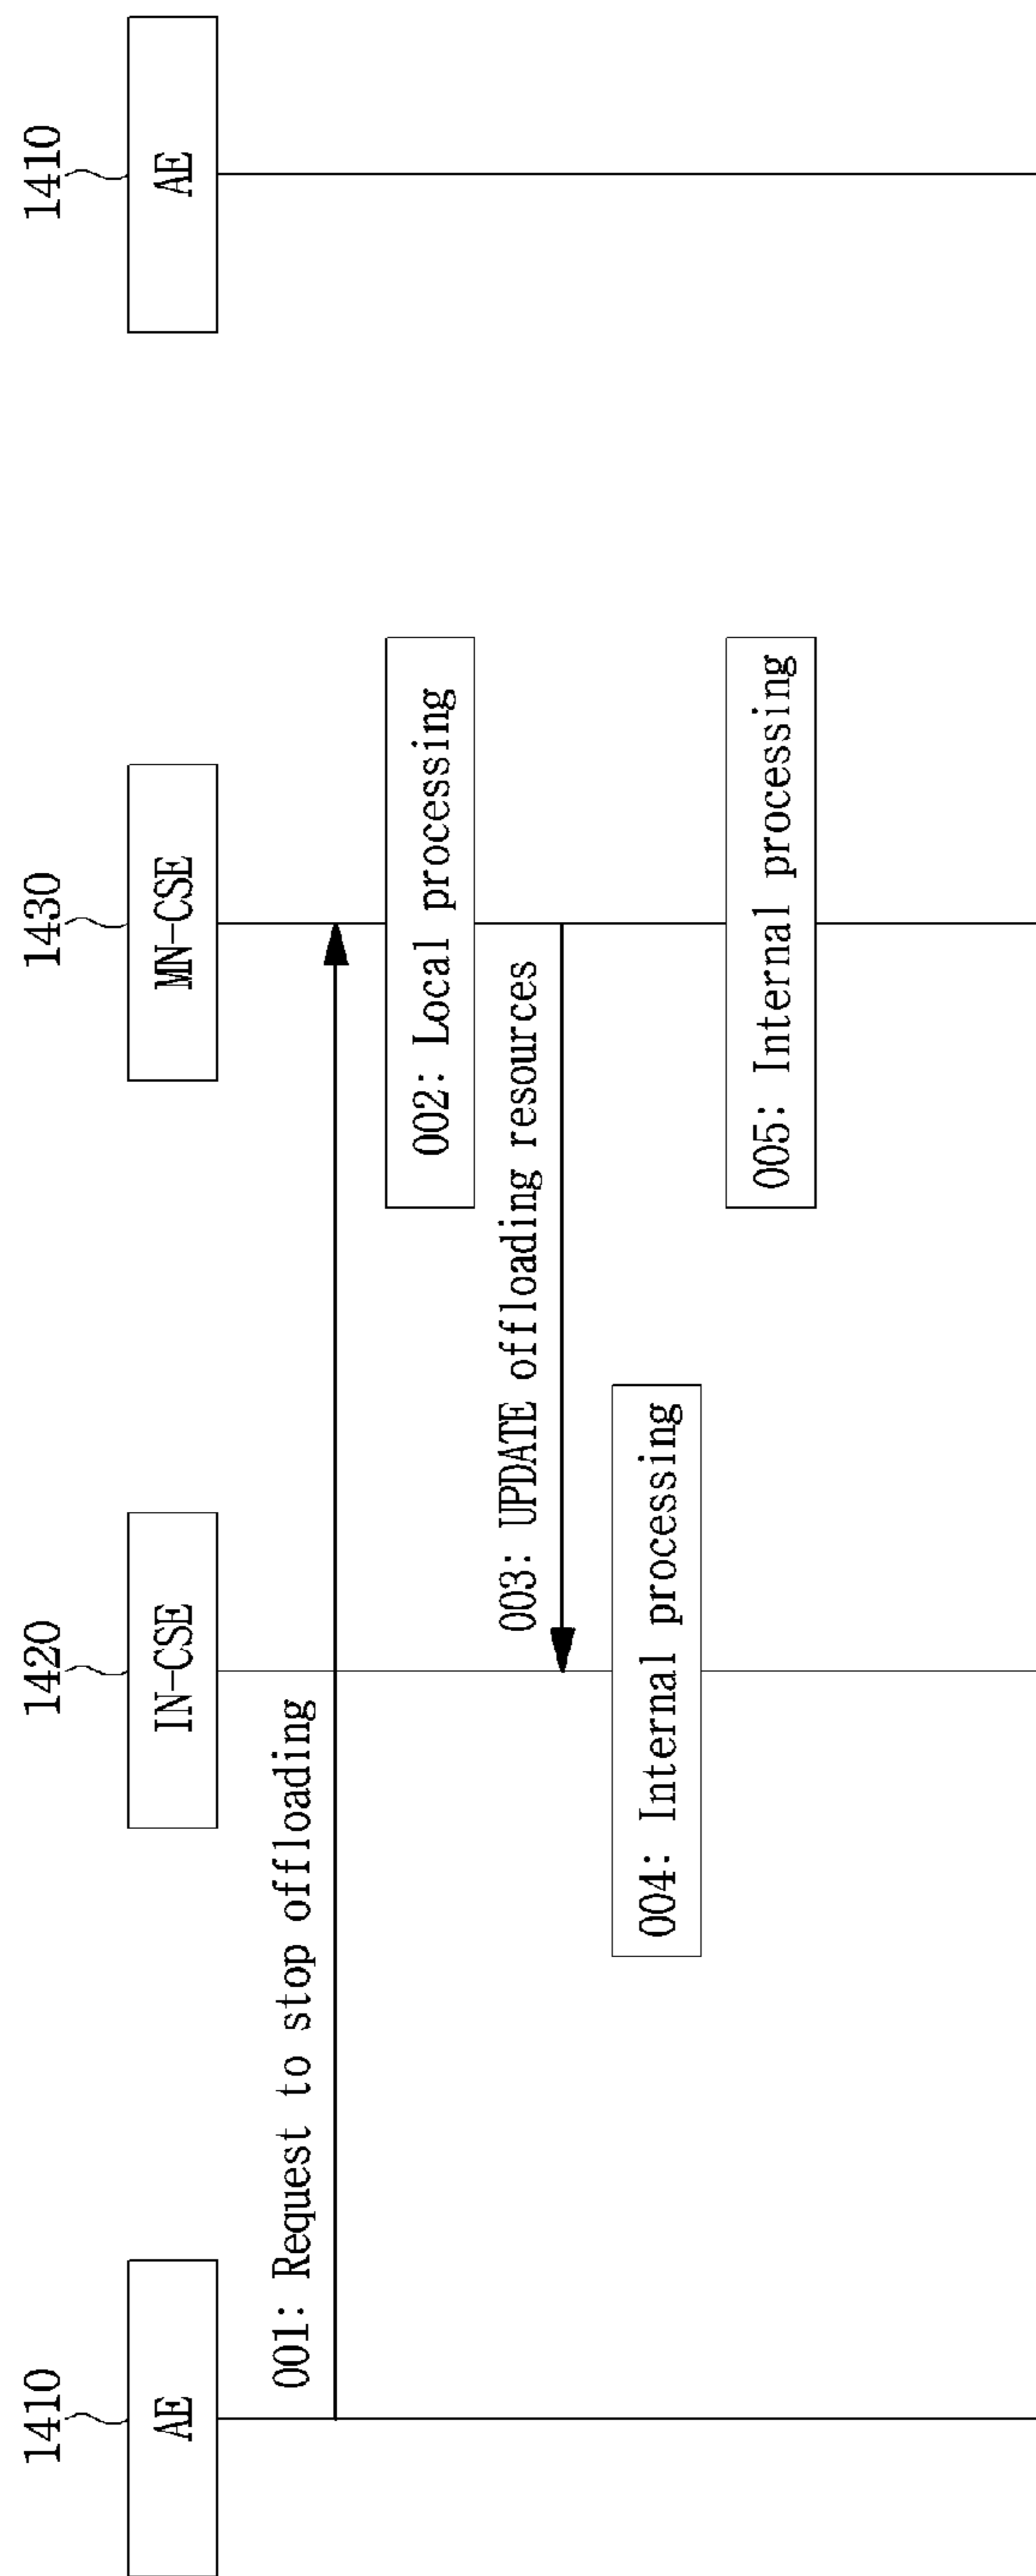 1410
1420
1430
1410
AE
IN-CSE
MN-CSE
AE
001: Request to stop offloading
002: Local processing
003: UPDATE offloading resources
004: Internal processing
005: Internal processing